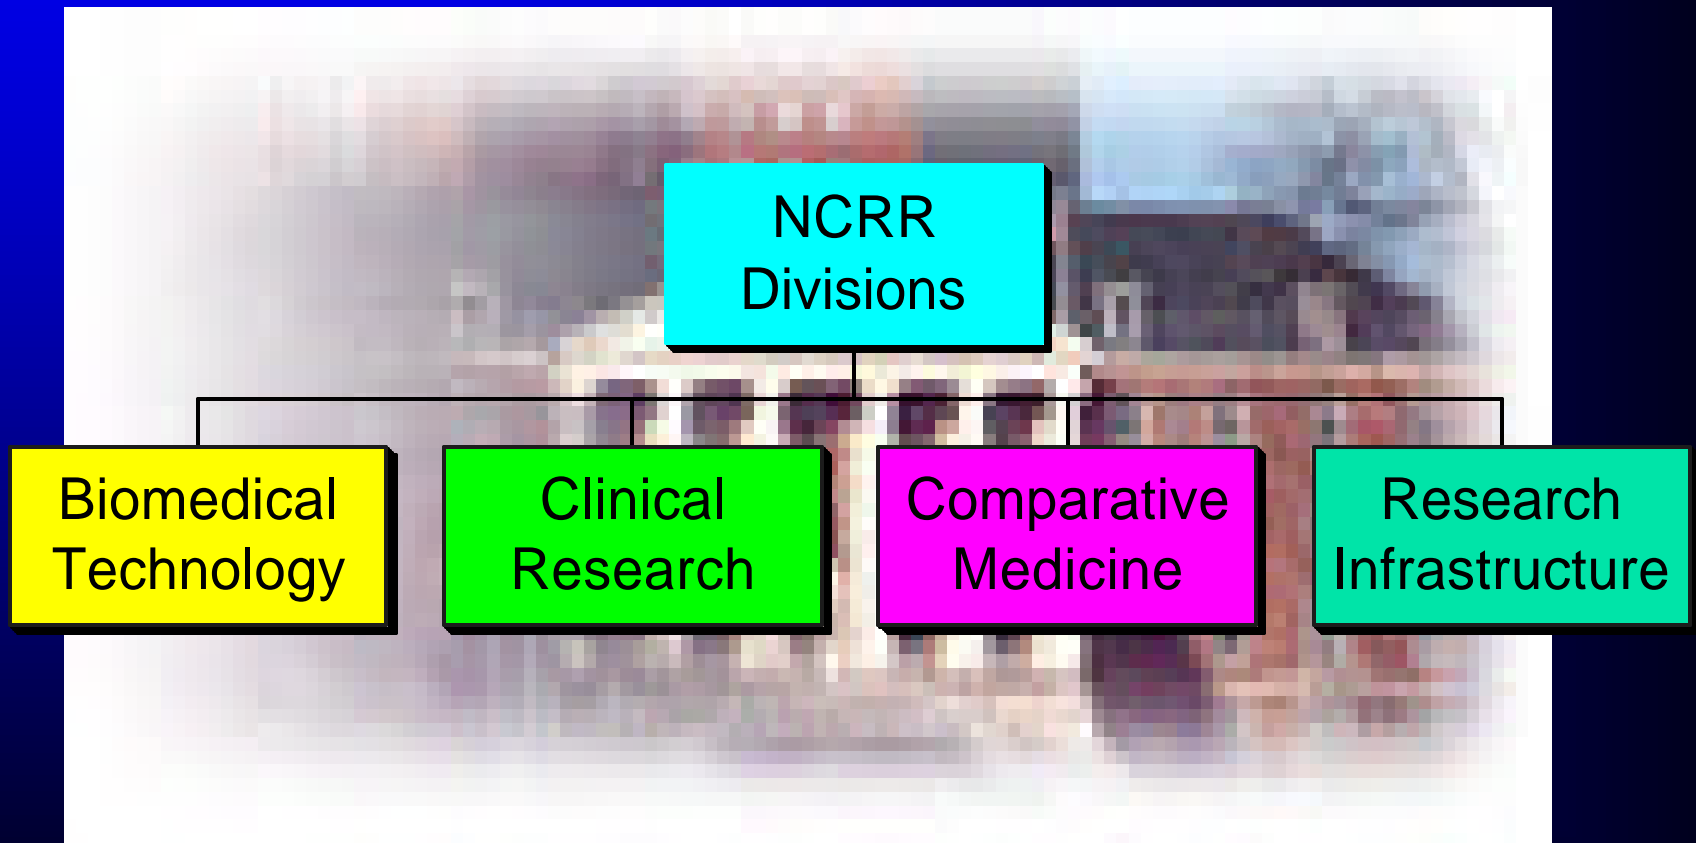 NCRR
Divisions
Biomedical
Technology
Clinical
Research
Comparative
Medicine
Research
Infrastructure